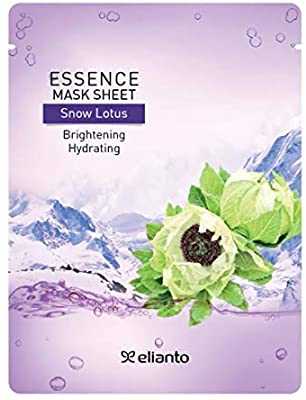 ESSENCE
MASK SHEET
Snow Lotus
Brightening
Hydrating
elianto